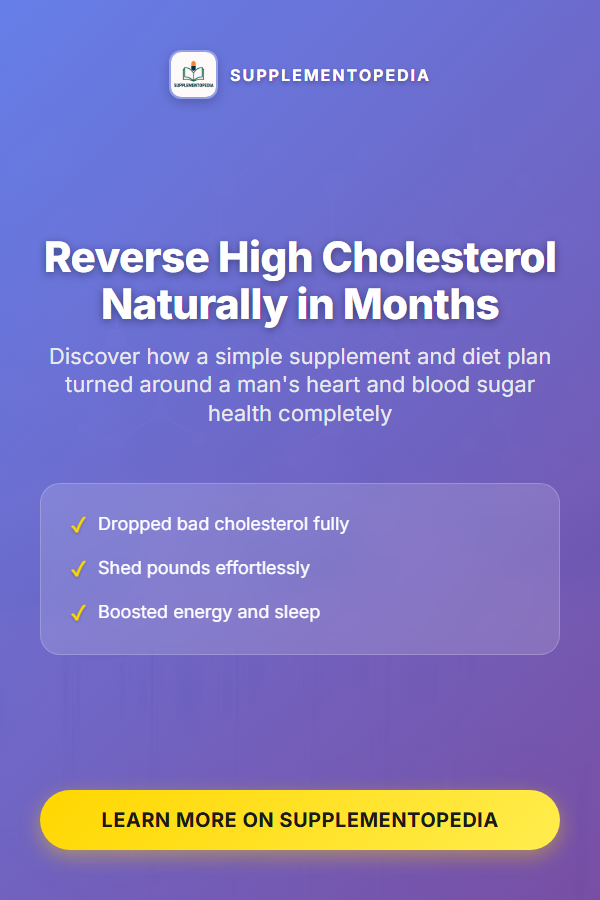 SUPPLEMENTOPEDIA
SUPPLEMENTOPEDIA
Reverse High Cholesterol
Naturally in Months
Discover how a simple supplement and diet plan
turned around a man's heart and blood sugar
health completely
✓ Dropped bad cholesterol fully
✓ Shed pounds effortlessly
✓ Boosted energy and sleep
LEARN MORE ON SUPPLEMENTOPEDIA